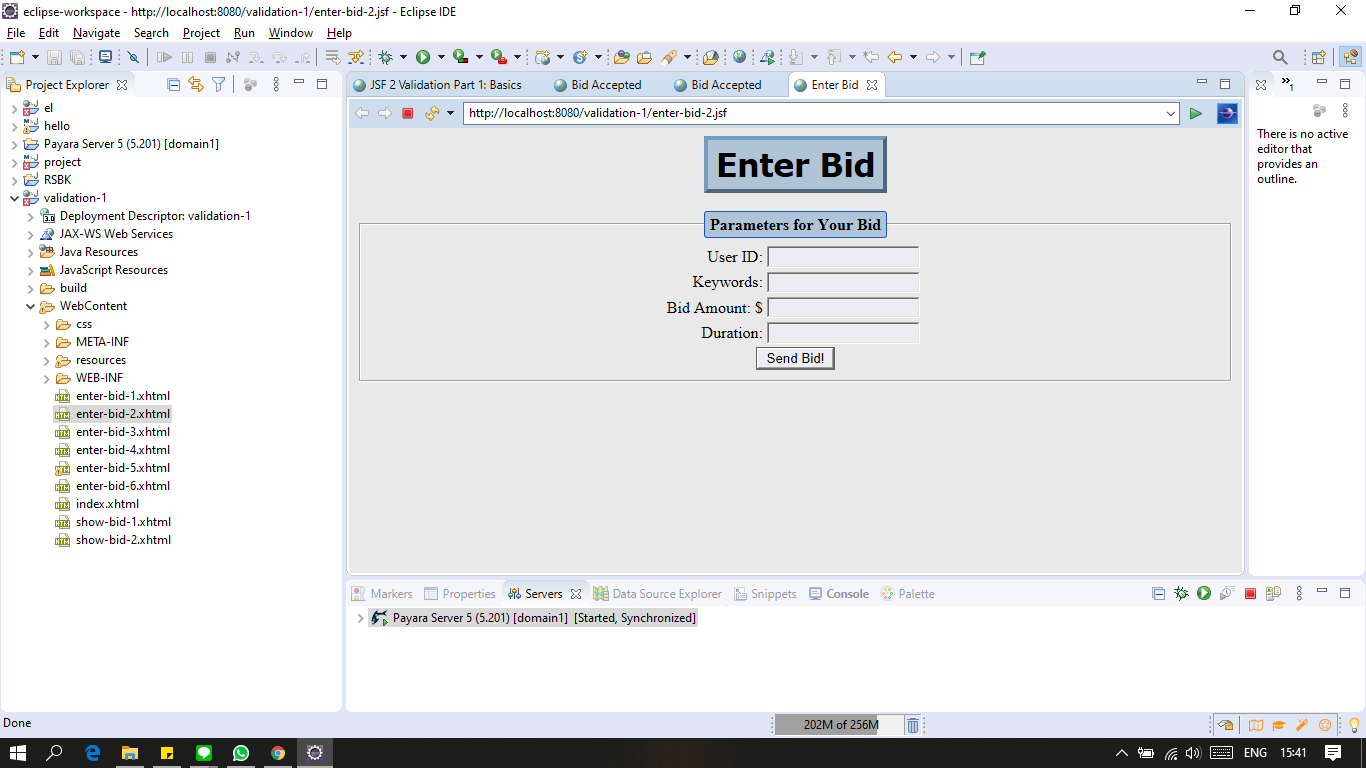 eclipse-workspace - http://localhost:8080/validation-1/enter-bid-2.jsf - Eclipse IDE
File Edit Navigate Search Project Run Window Help
Project Explorer
el
hello
Payara Server 5 (5.201) [domain1]
project
RSBK
validation-1
Deployment Descriptor: validation-1
3.0
JAX-WS Web Services
Java Resources
JavaScript Resources
build
WebContent
css
META-INF
resources
WEB-INF
enter-bid-1.xhtml
enter-bid-2.xhtml
enter-bid-3.xhtml
enter-bid-4.xhtml
enter-bid-5.xhtml
enter-bid-6.xhtml
index.xhtml
show-bid-1.xhtml
show-bid-2.xhtml
JSF 2 Validation Part 1: Basics
Bid Accepted
Bid Accepted
Enter Bid
http://localhost:8080/validation-1/enter-bid-2.jsf
Enter Bid
Parameters for Your Bid
User ID:
Keywords:
Bid Amount: $
Duration:
Send Bid!
»1
There is no active
editor that
provides an
outline.
Markers Properties Servers Data Source Explorer Snippets Console Palette
Payara Server 5 (5.201) [domain1] [Started, Synchronized]
Done
202M of 256M
ENG 15:41